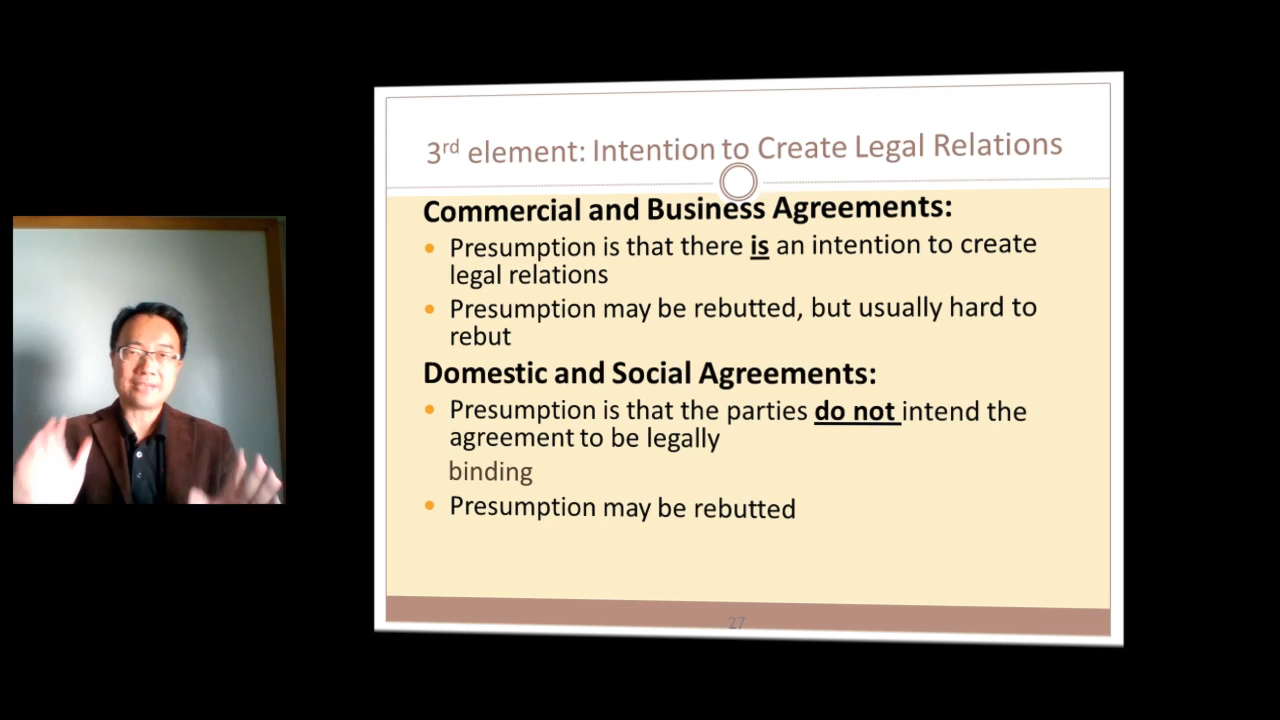 3rd element: Intention to Create Legal Relations
Commercial and Business Agreements:
• Presumption is that there is an intention to create
legal relations
• Presumption may be rebutted, but usually hard to
rebut
Domestic and Social Agreements:
• Presumption is that the parties do not intend the
agreement to be legally
binding
• Presumption may be rebutted
27